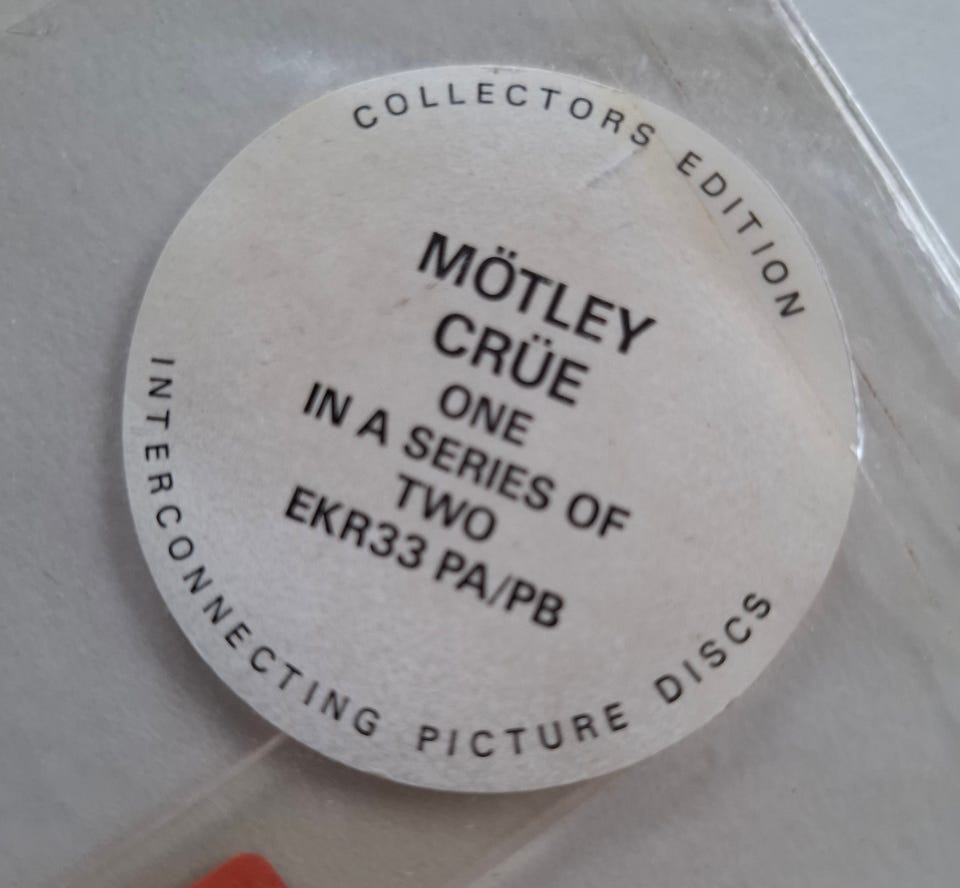 COLLECTORS EDITION
MÖTLEY
CRÜE
ONE
IN A SERIES OF
TWO
EKR33 PA/PB
INTERCONNECTING PICTURE DISCS